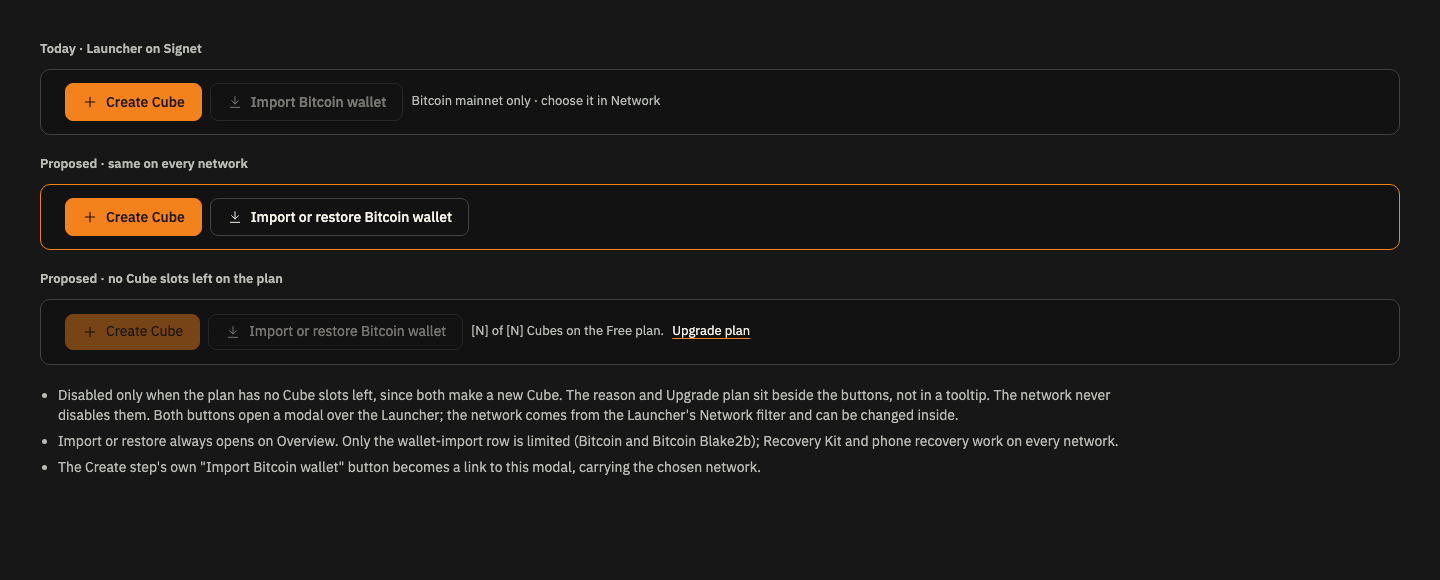 Today · Launcher on Signet
Create Cube
Import Bitcoin wallet
Bitcoin mainnet only · choose it in Network
Proposed · same on every network
Create Cube
Import or restore Bitcoin wallet
Proposed · no Cube slots left on the plan
Create Cube
Import or restore Bitcoin wallet
[N] of [N] Cubes on the Free plan.
Upgrade plan
• Disabled only when the plan has no Cube slots left, since both make a new Cube. The reason and Upgrade plan sit beside the buttons, not in a tooltip. The network never
disables them. Both buttons open a modal over the Launcher; the network comes from the Launcher's Network filter and can be changed inside.
• Import or restore always opens on Overview. Only the wallet-import row is limited (Bitcoin and Bitcoin Blake2b); Recovery Kit and phone recovery work on every network.
• The Create step's own "Import Bitcoin wallet" button becomes a link to this modal, carrying the chosen network.